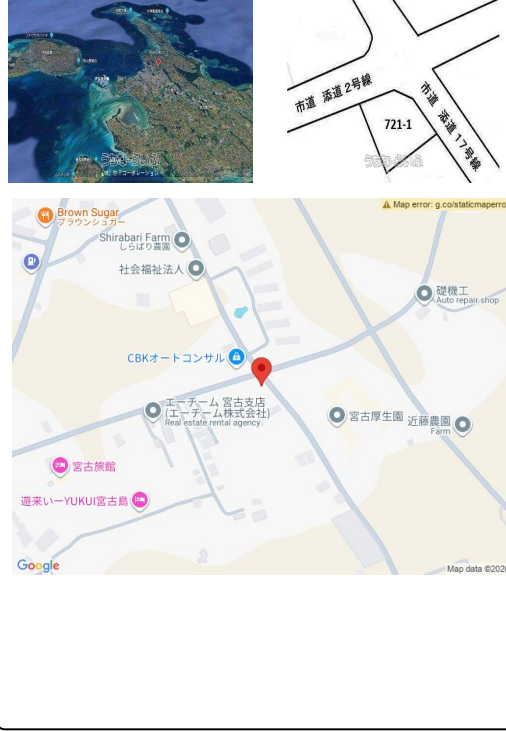 市道 添道2号線
市道 添道17号線
721-1
Map error: g.co/staticmaperro
Brown Sugar
ブラウンシュガー
Shirabari Farm
しらばり農園
社会福祉法人
礎機工
Auto repair shop
CBKオートコンサル
エーチーム 宮古支店
(エーチーム株式会社)
Real estate rental agency
宮古厚生園
近藤農園
Farm
宮古旅館
遊来いーYUKUI宮古島
Google
Map data ©2026